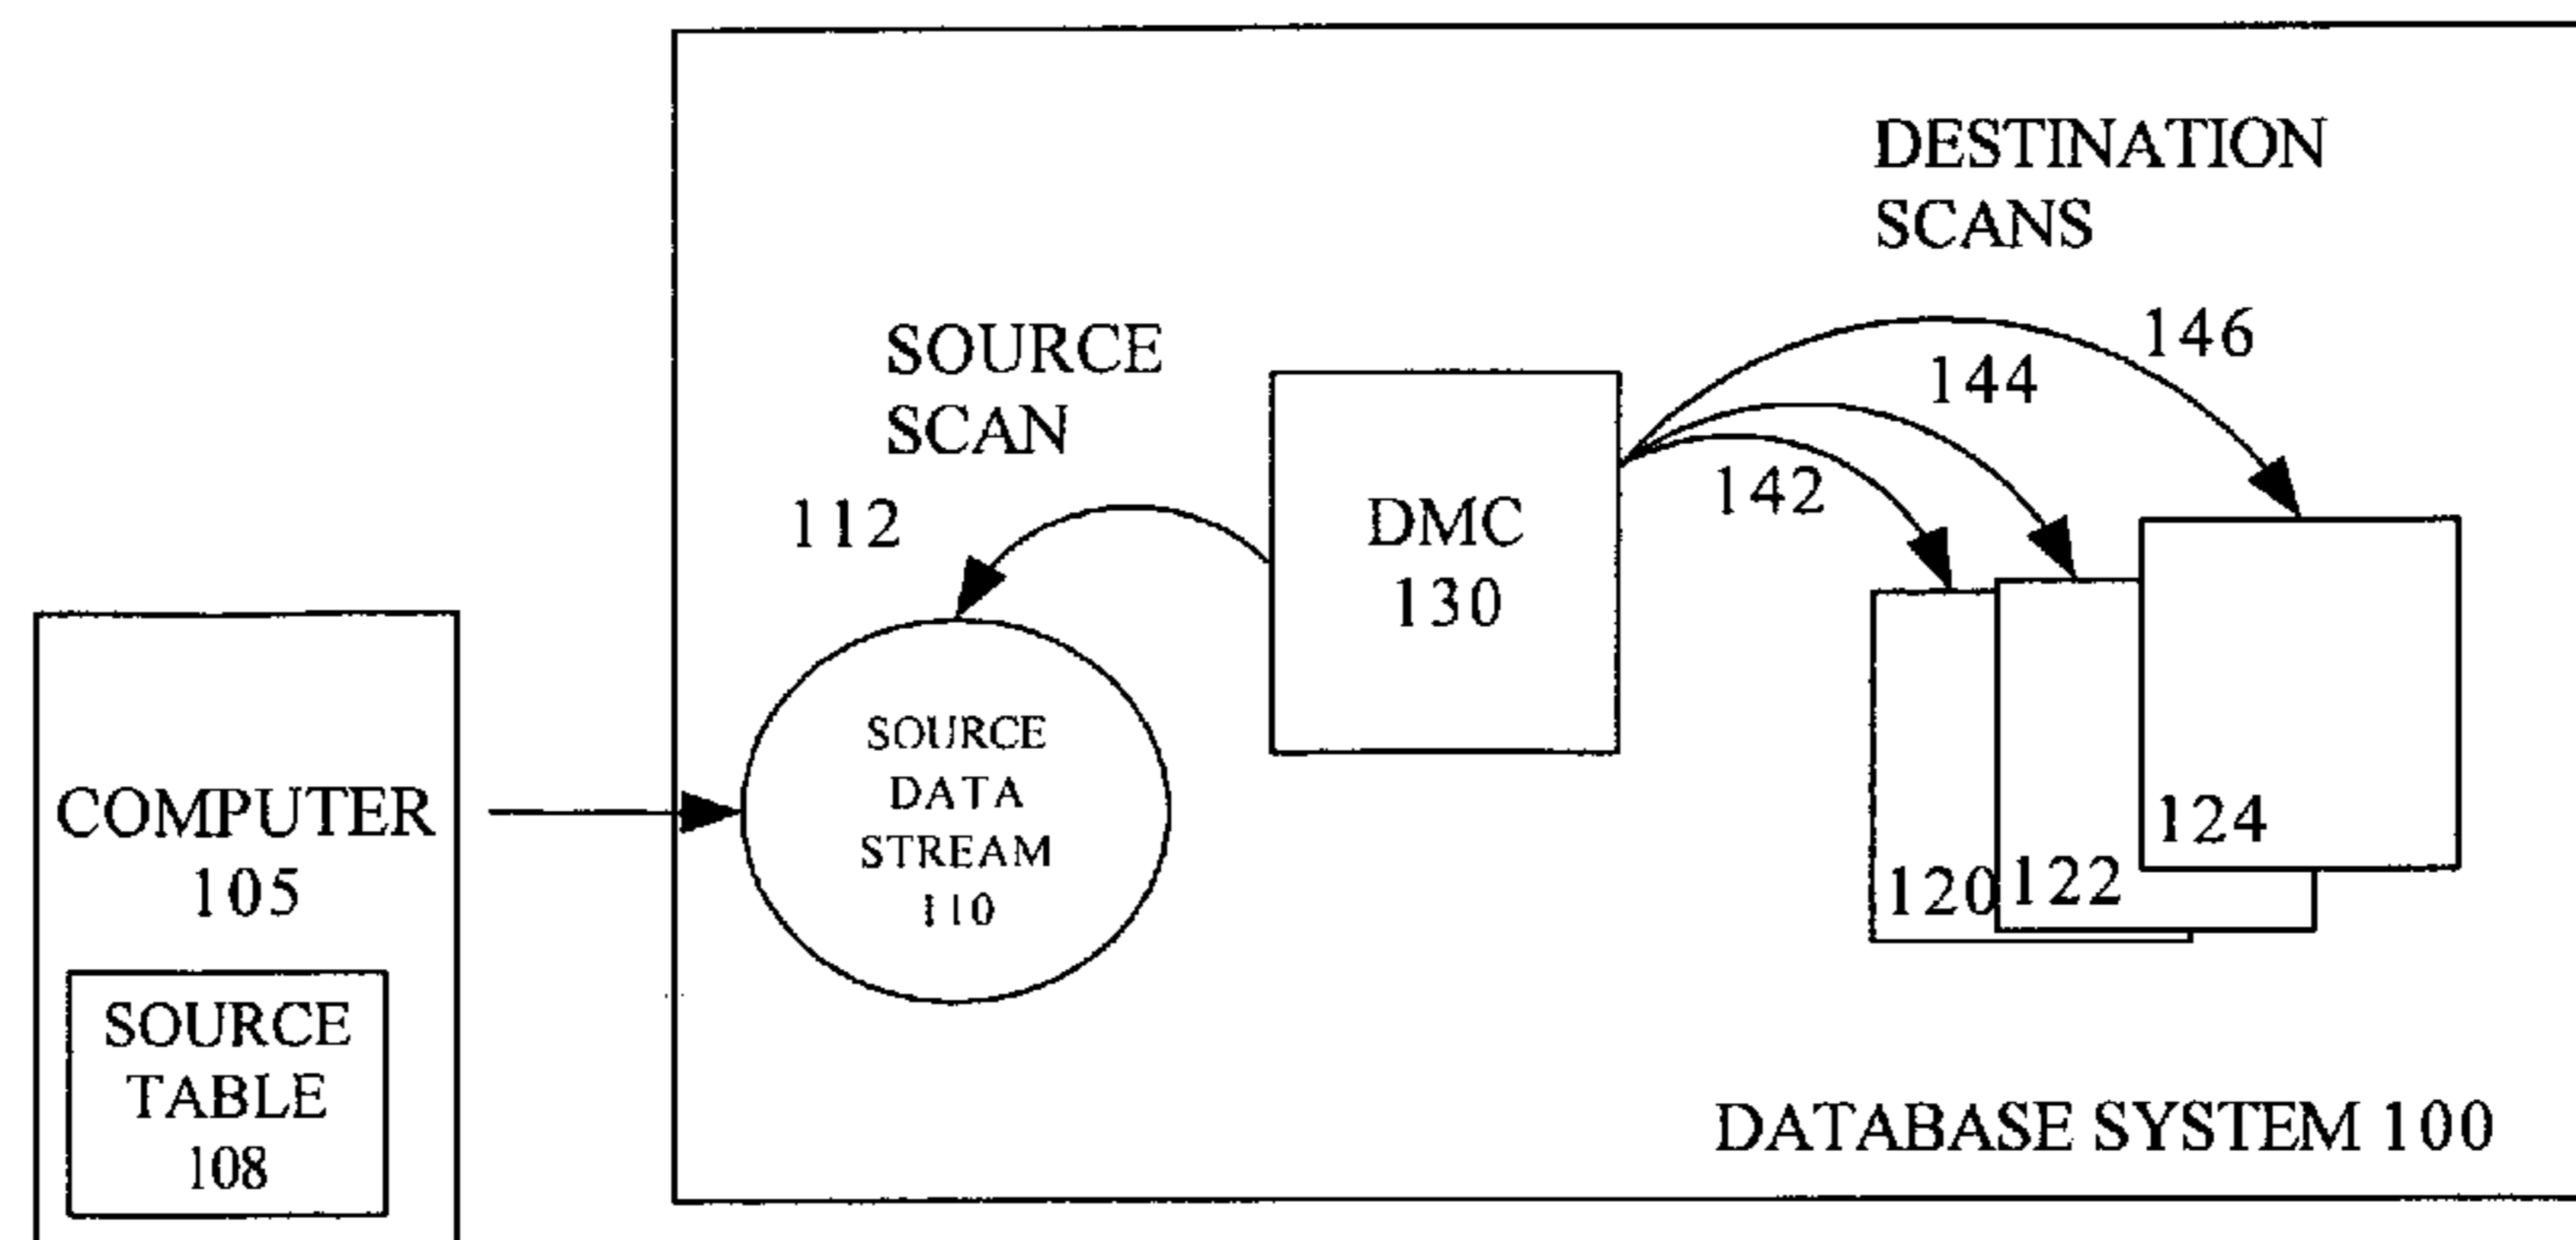 DESTINATION
SCANS
146
144
142
SOURCE
SCAN
112
DMC
130
SOURCE
DATA
STREAM
110
COMPUTER
105
SOURCE
TABLE
108
120
122
124
DATABASE SYSTEM 100